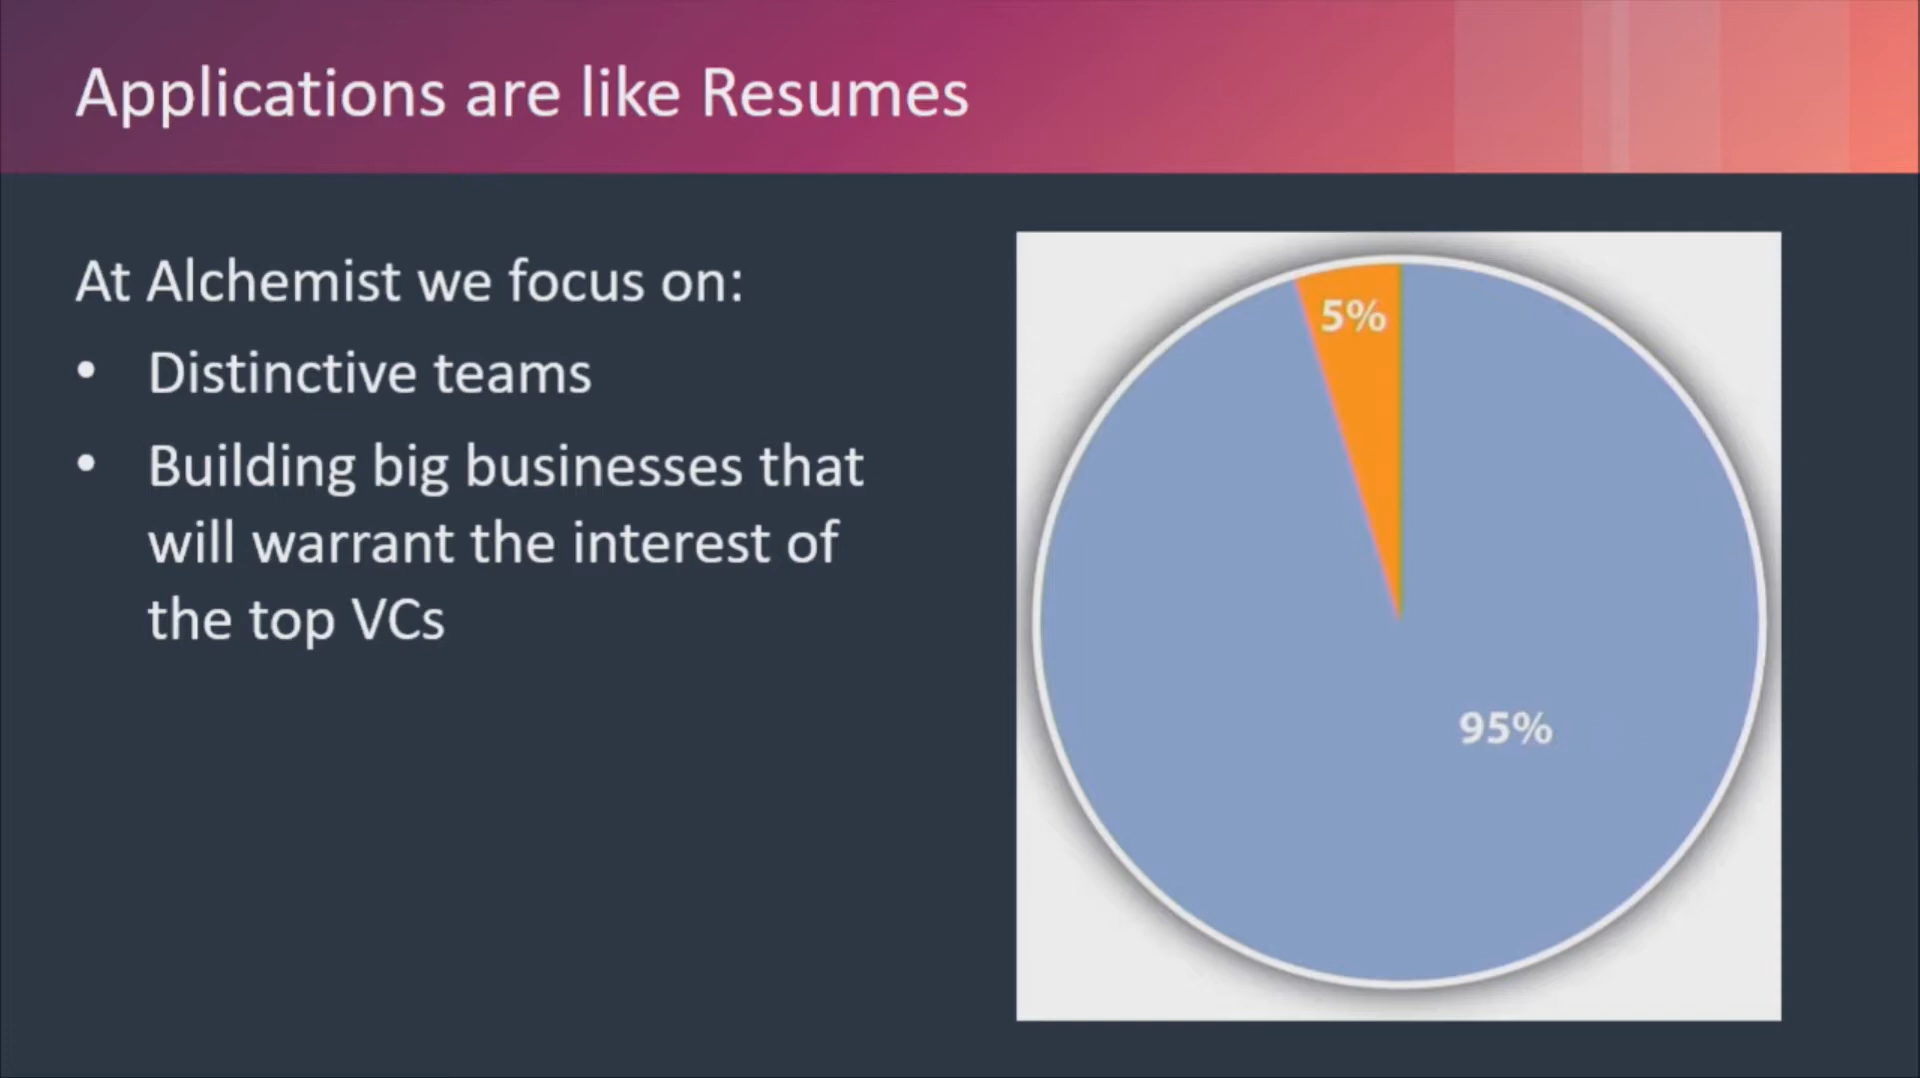 Applications are like Resumes
At Alchemist we focus on:
• Distinctive teams
• Building big businesses that
will warrant the interest of
the top VCs
5%
95%